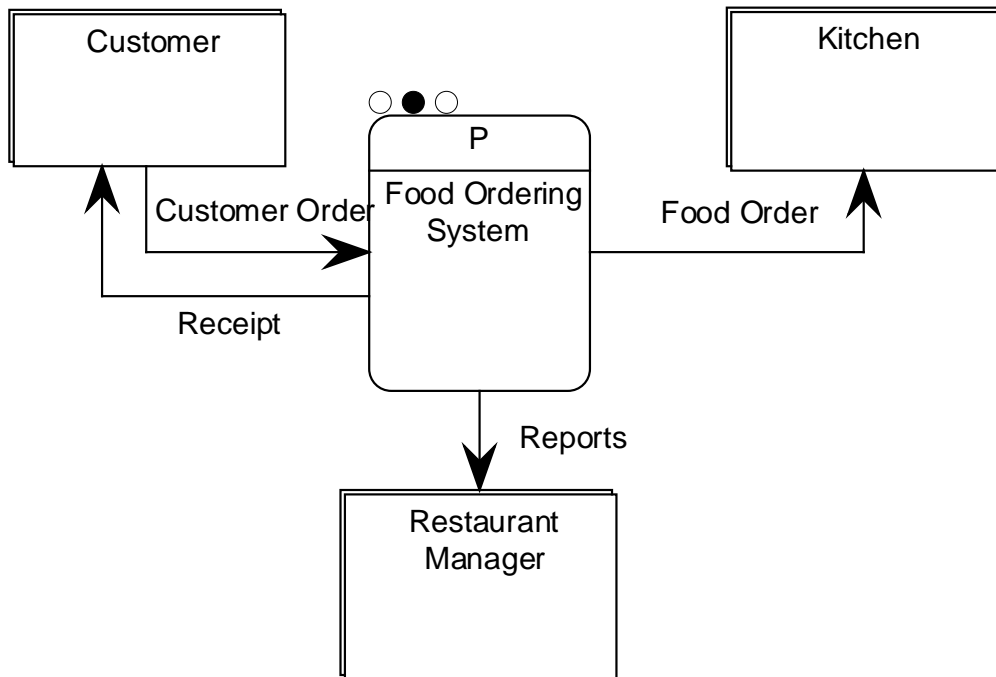 Customer
Kitchen
P
Food Ordering
System
Customer Order
Food Order
Receipt
Reports
Restaurant
Manager